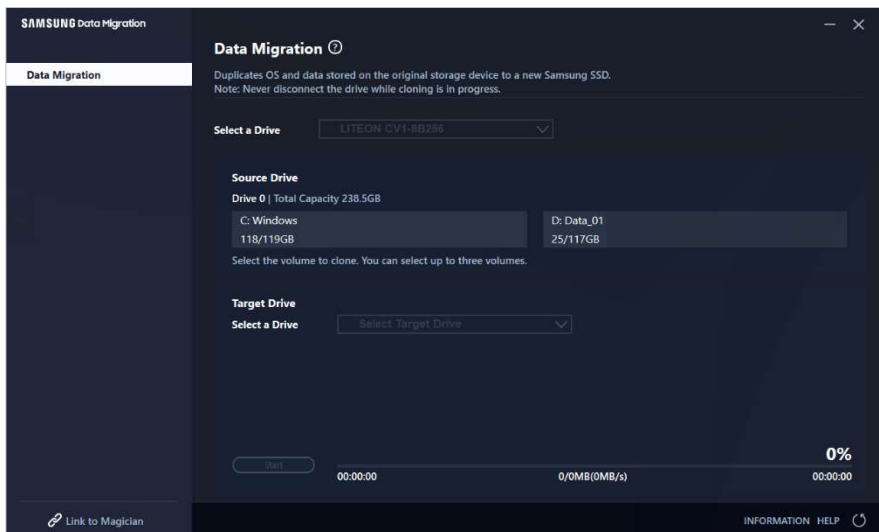 SAMSUNG Data Migration
Data Migration
Data Migration ?
Duplicates OS and data stored on the original storage device to a new Samsung SSD.
Note: Never disconnect the drive while cloning is in progress.
Select a Drive LITEON CV1-8B256
Source Drive
Drive 0 | Total Capacity 238.5GB
C: Windows D: Data_01
118/119GB 25/117GB
Select the volume to clone. You can select up to three volumes.
Target Drive
Select a Drive Select Target Drive
0%
Start
00:00:00 0/0MB(0MB/s) 00:00:00
Link to Magician INFORMATION HELP